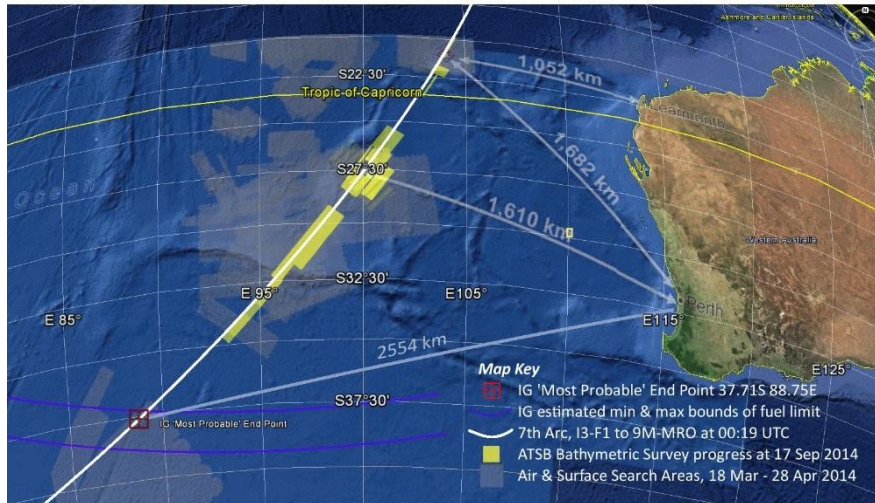 Ashmore and Cartier Islands
N
1,052 km
S22°30'
Tropic of Capricorn
Learmonth
1,682 km
S27°30'
Ocean
1,610 km
Western Australia
S32°30'
E 95°
E105°
Perth
E 85°
E115°
2554 km
E125°
Map Key
S37°30'
IG 'Most Probable' End Point 37.71S 88.75E
IG 'Most Probable' End Point
IG estimated min & max bounds of fuel limit
7th Arc, I3-F1 to 9M-MRO at 00:19 UTC
ATSB Bathymetric Survey progress at 17 Sep 2014
Air & Surface Search Areas, 18 Mar - 28 Apr 2014